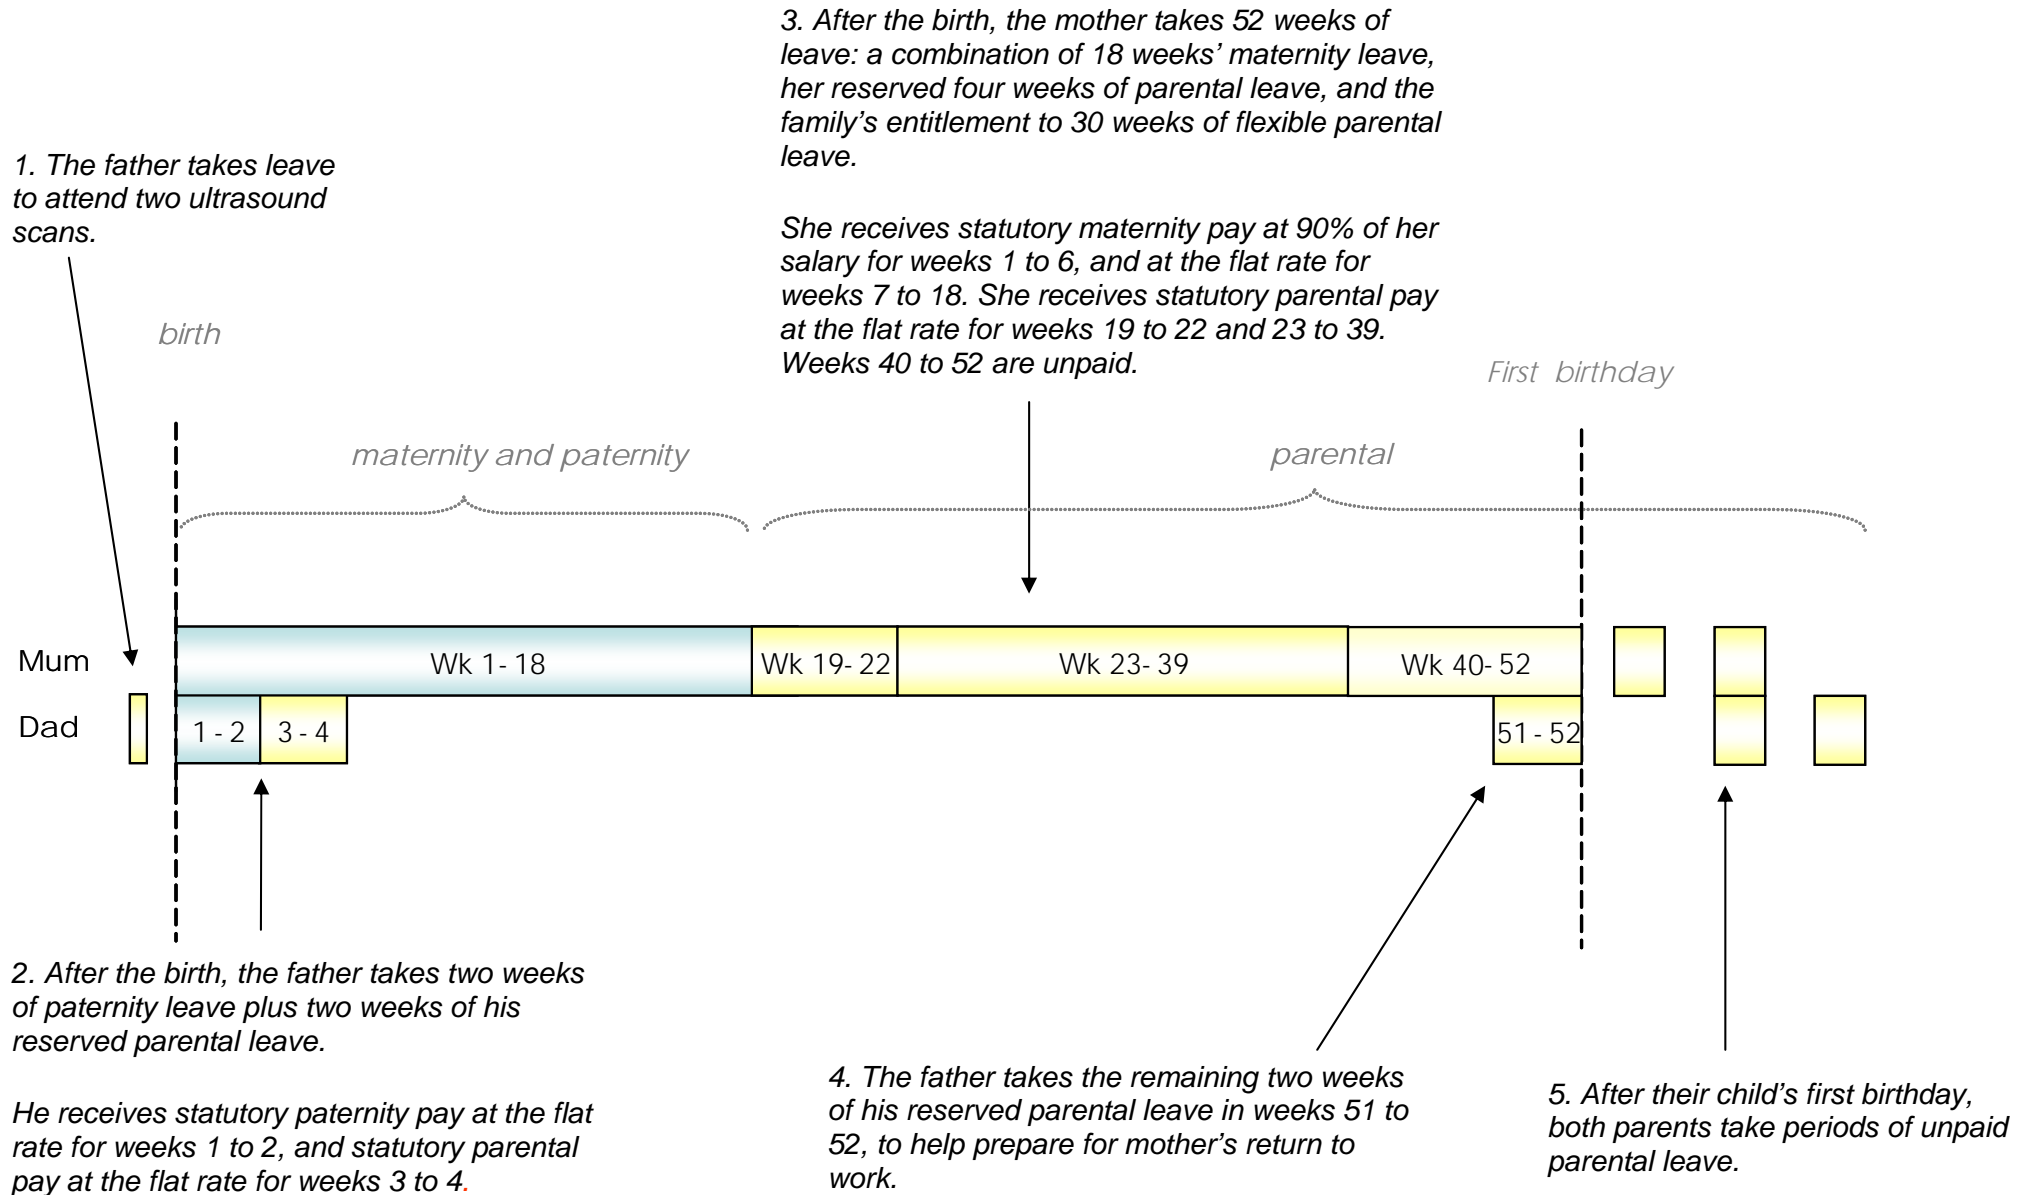 3. After the birth, the mother takes 52 weeks of
leave: a combination of 18 weeks’ maternity leave,
her reserved four weeks of parental leave, and the
family’s entitlement to 30 weeks of flexible parental
leave.
She receives statutory maternity pay at 90% of her
salary for weeks 1 to 6, and at the flat rate for
weeks 7 to 18. She receives statutory parental pay
at the flat rate for weeks 19 to 22 and 23 to 39.
Weeks 40 to 52 are unpaid.
1. The father takes leave
to attend two ultrasound
scans.
birth
First birthday
maternity and paternity
parental
Mum
Wk 1- 18
Wk 19- 22
Wk 23- 39
Wk 40- 52
Dad
1 - 2
3 - 4
51 - 52
2. After the birth, the father takes two weeks
of paternity leave plus two weeks of his
reserved parental leave.
He receives statutory paternity pay at the flat
rate for weeks 1 to 2, and statutory parental
pay at the flat rate for weeks 3 to 4.
4. The father takes the remaining two weeks
of his reserved parental leave in weeks 51 to
52, to help prepare for mother’s return to
work.
5. After their child’s first birthday,
both parents take periods of unpaid
parental leave.